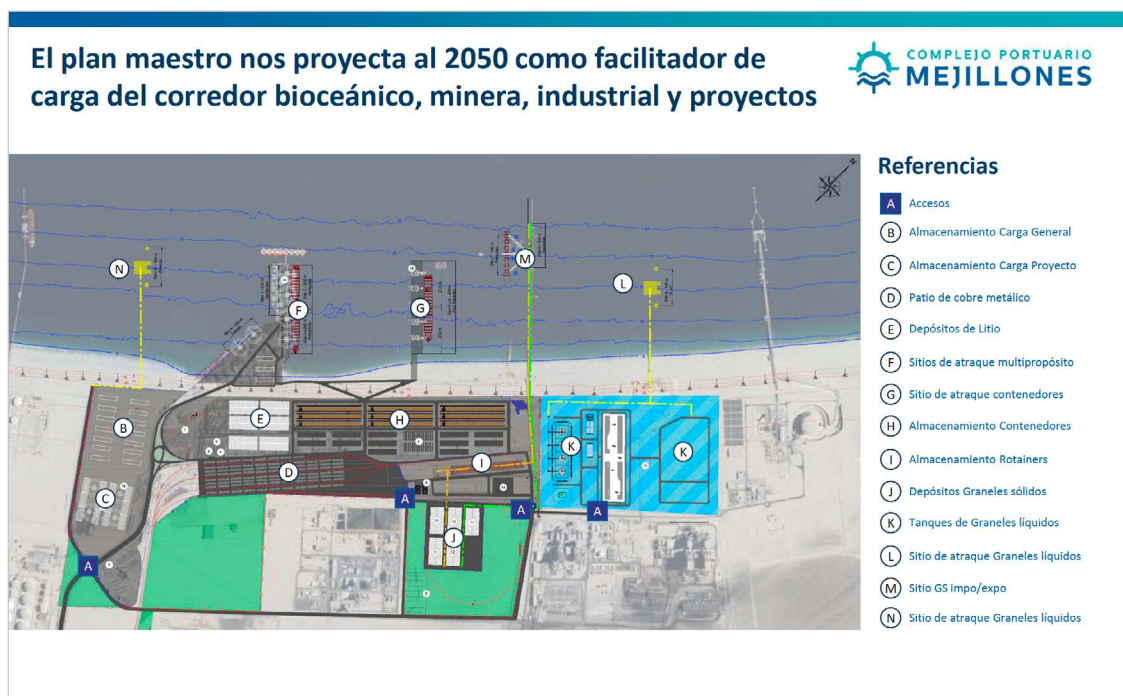 El plan maestro nos proyecta al 2050 como facilitador de
carga del corredor bioceánico, minera, industrial y proyectos
COMPLEJO PORTUARIO
MEJILLONES
Referencias
A Accesos
B Almacenamiento Carga General
C Almacenamiento Carga Proyecto
D Patio de cobre metálico
E Depósitos de Litio
F Sitios de atraque multipropósito
G Sitio de atraque contenedores
H Almacenamiento Contenedores
I Almacenamiento Rotainers
J Depósitos Graneles sólidos
K Tanques de Graneles líquidos
L Sitio de atraque Graneles líquidos
M Sitio GS impo/expo
N Sitio de atraque Graneles líquidos
N
F
G
M
L
B
E
H
K
K
C
D
I
A
A
A
J
A